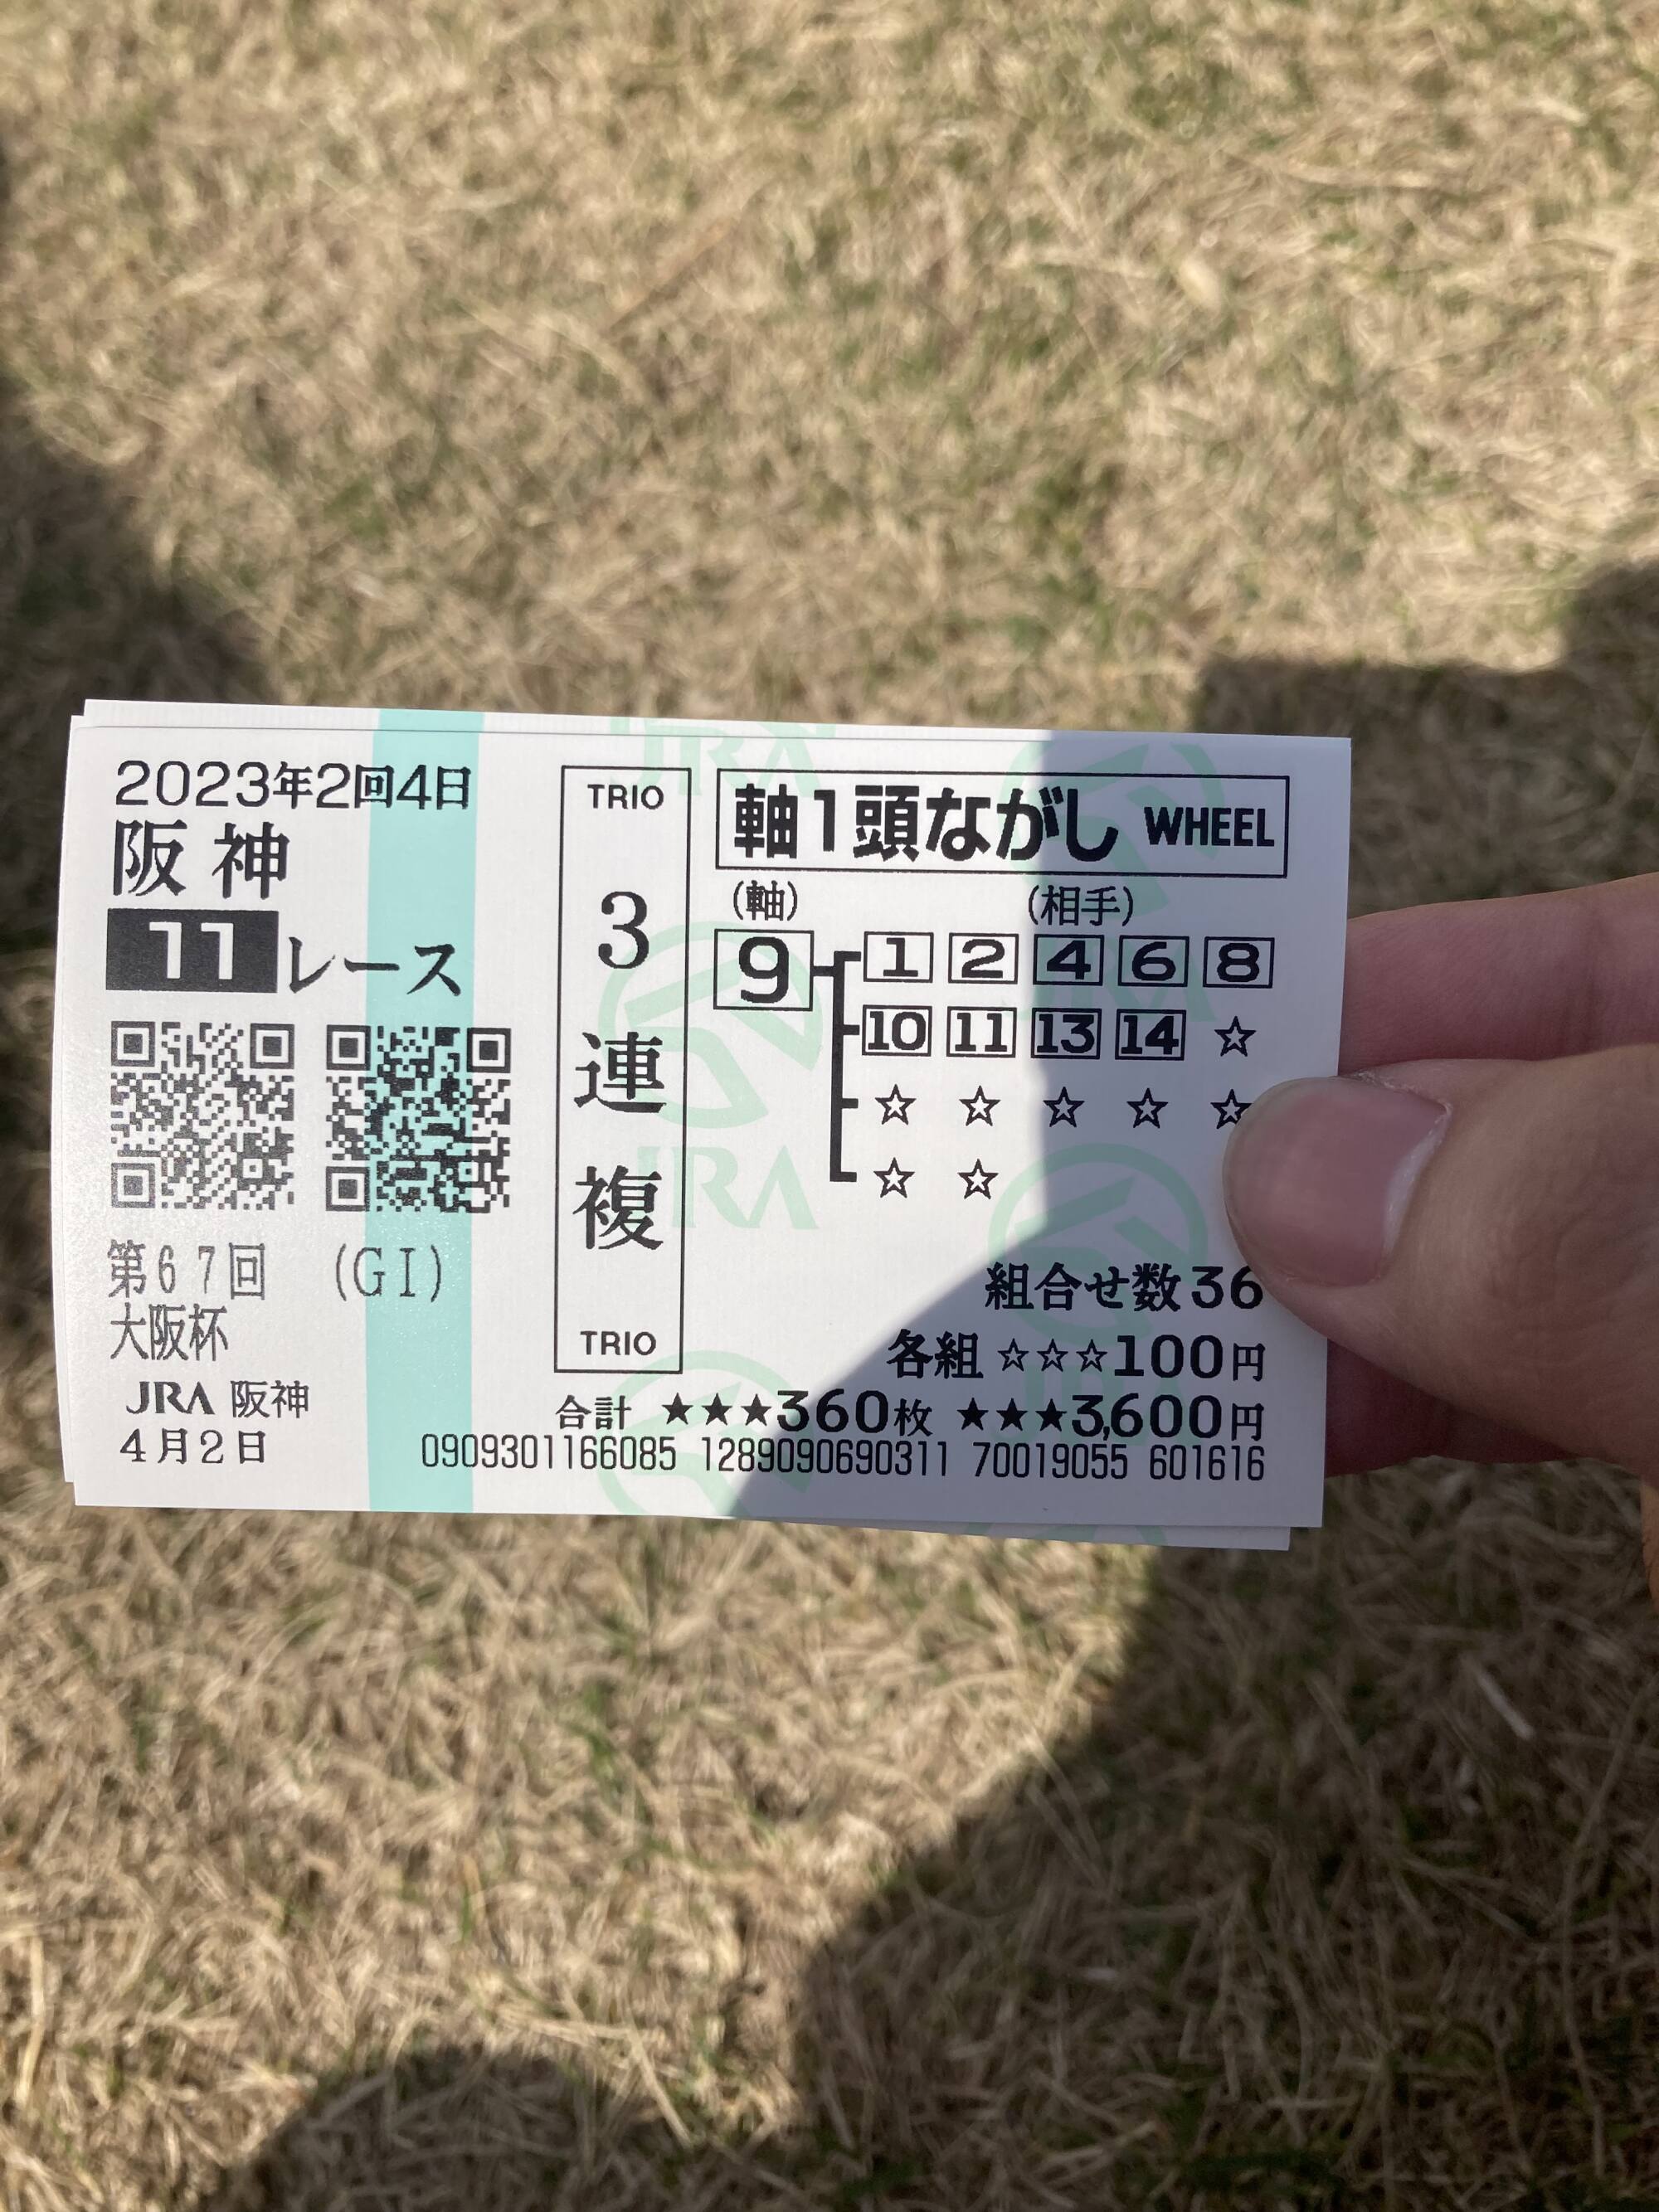 2023年2回4日
阪神
11レース
第67回 (GI)
大阪杯
JRA 阪神
4月2日
TRIO
3連複
TRIO
軸1頭ながし WHEEL
(軸) (相手)
9 1 2 4 6 8
10 11 13 14 ☆
☆ ☆ ☆ ☆ ☆
☆ ☆
組合せ数36
各組 ☆☆☆100円
合計 ★★★360枚 ★★★3,600円
0909301166085 1289090690311 70019055 601616
JRA
JRA